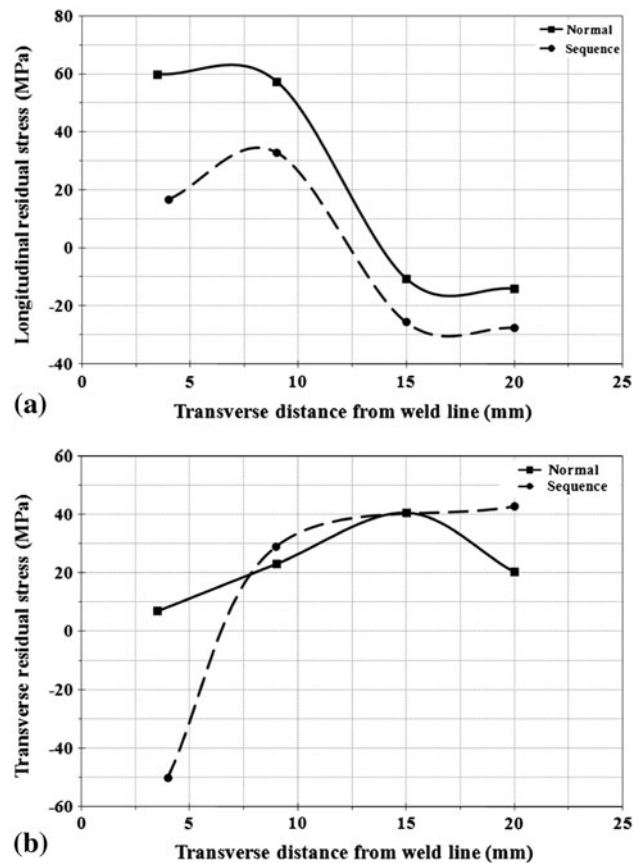 80
60
40
20
0
-20
-40
Longitudinal residual stress (MPa)
Normal
Sequence
0 5 10 15 20 25
Transverse distance from weld line (mm)
(a)
60
40
20
0
-20
-40
-60
Transverse residual stress (MPa)
Normal
Sequence
0 5 10 15 20 25
Transverse distance from weld line (mm)
(b)